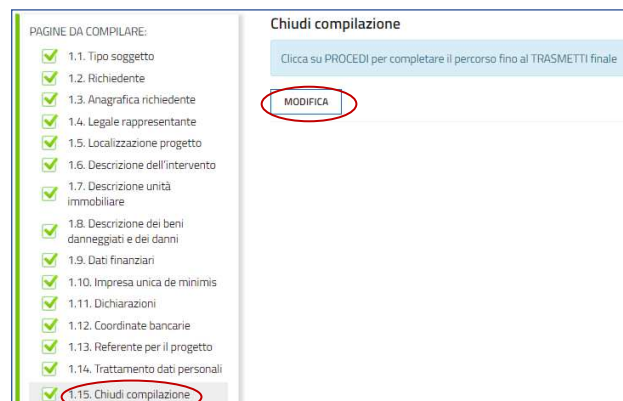 PAGINE DA COMPILARE:
1.1. Tipo soggetto
1.2. Richiedente
1.3. Anagrafica richiedente
1.4. Legale rappresentante
1.5. Localizzazione progetto
1.6. Descrizione dell'intervento
1.7. Descrizione unità
immobiliare
1.8. Descrizione dei beni
danneggiati e dei danni
1.9. Dati finanziari
1.10. Impresa unica de minimis
1.11. Dichiarazioni
1.12. Coordinate bancarie
1.13. Referente per il progetto
1.14. Trattamento dati personali
1.15. Chiudi compilazione
Chiudi compilazione
Clicca su PROCEDI per completare il percorso fino al TRASMETTI finale
MODIFICA